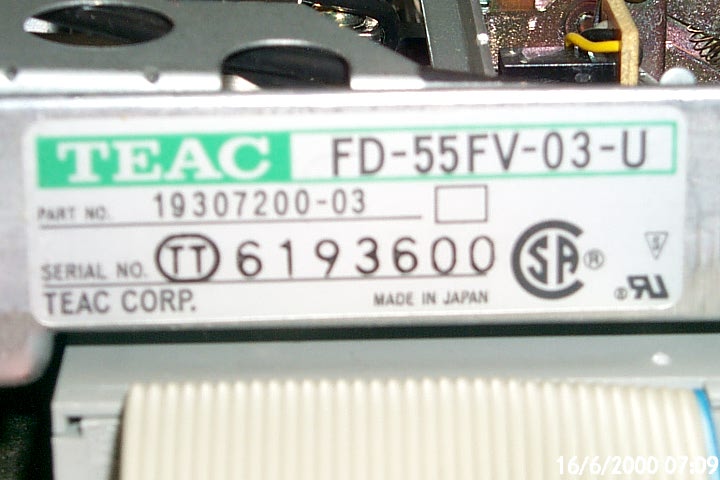 TEAC FD-55FV-03-U
PART NO. 19307200-03
SERIAL NO. TT 6193600
TEAC CORP. MADE IN JAPAN
SA ®
16/6/2000 07:09